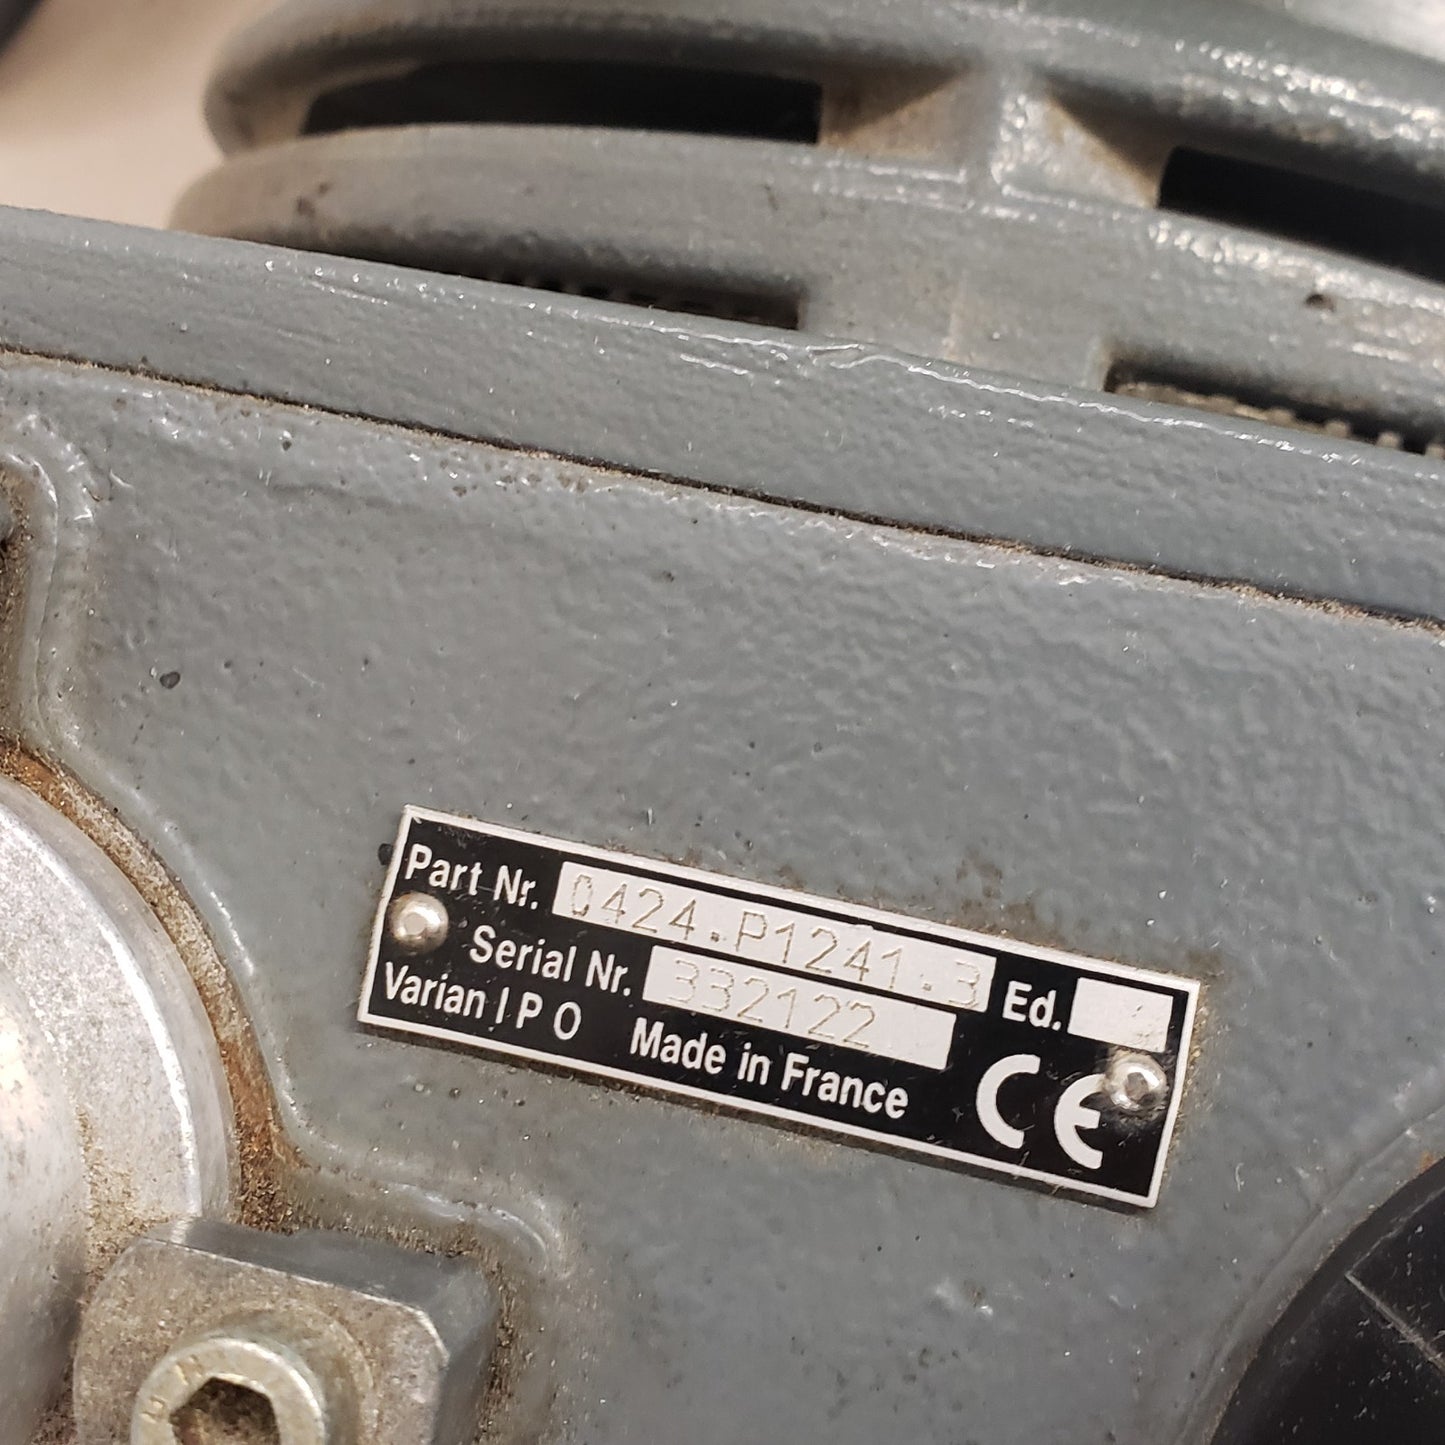 Part Nr. 0424.P1241.3 Ed.
Serial Nr. 332122
Varian I P O Made in France CE